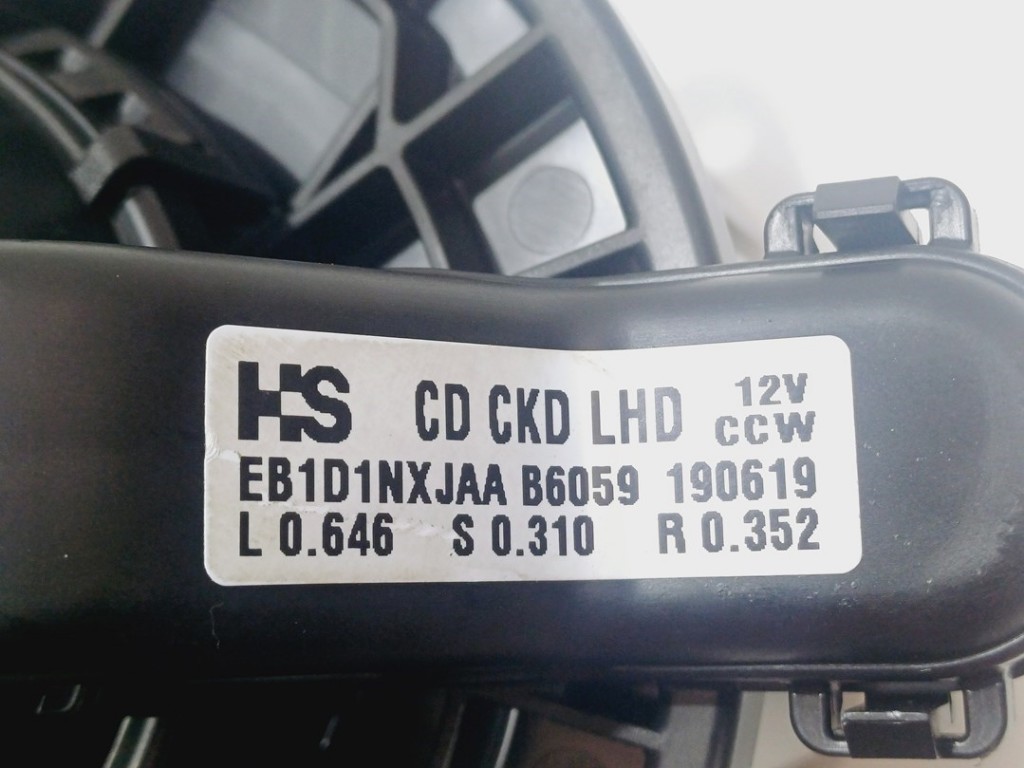 HS CD CKD LHD 12V
CCW
EB1D1NXJAA B6059 190619
L 0.646 S 0.310 R 0.352